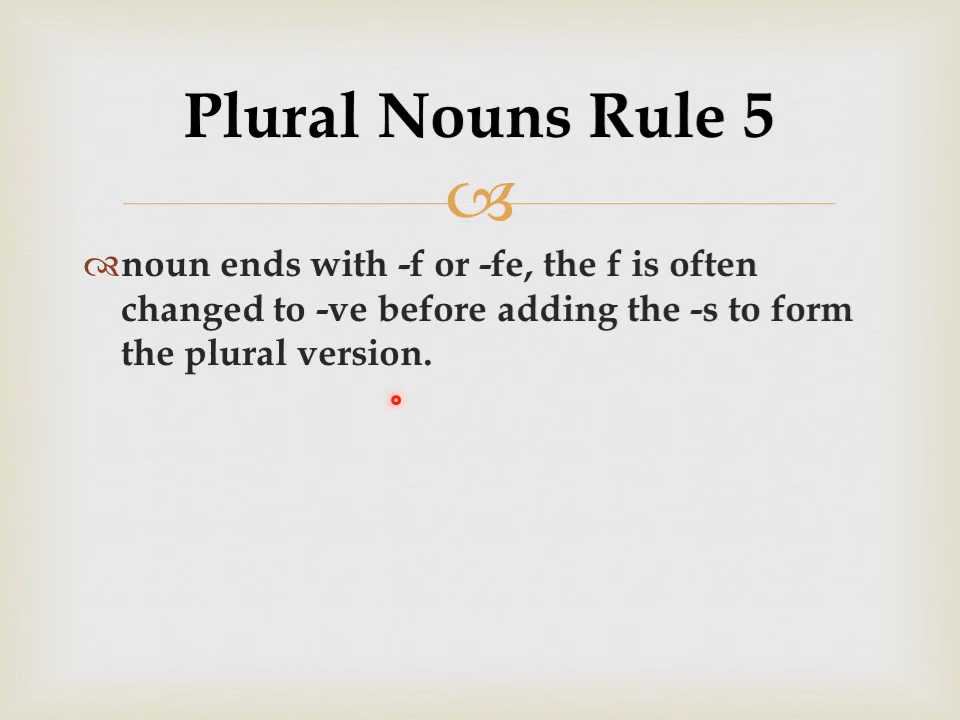 Plural Nouns Rule 5
noun ends with -f or -fe, the f is often
changed to -ve before adding the -s to form
the plural version.